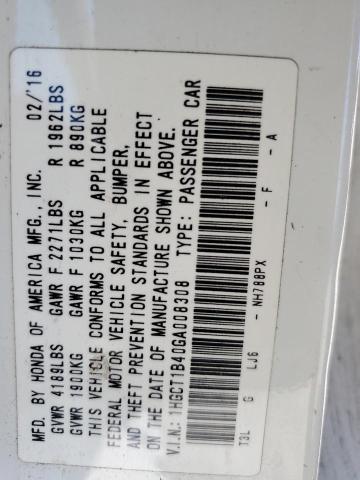 MFD. BY HONDA OF AMERICA MFG., INC. 02/'16
GVWR 4189LBS GAWR F 2271LBS R 1962LBS
GVWR 1900KG GAWR F 1030KG R 890KG
THIS VEHICLE CONFORMS TO ALL APPLICABLE
FEDERAL MOTOR VEHICLE SAFETY, BUMPER,
AND THEFT PREVENTION STANDARDS IN EFFECT
ON THE DATE OF MANUFACTURE SHOWN ABOVE.
V.I.N.: 1HGCT1B40GA008308 TYPE: PASSENGER CAR
T3L G LJ6 - NH788PX - F - A